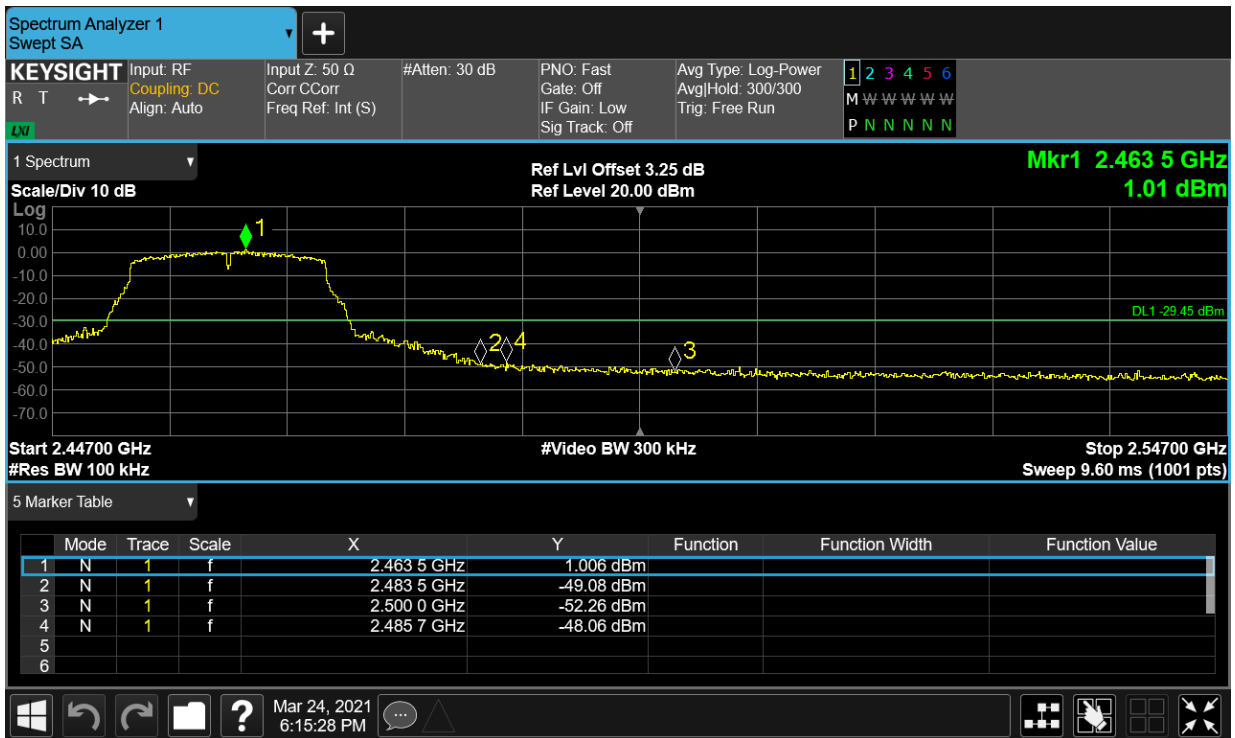 Spectrum Analyzer 1
Swept SA
+
KEYSIGHT
R T
LXI
Input: RF
Coupling: DC
Align: Auto
Input Z: 50 Ω
Corr CCorr
Freq Ref: Int (S)
#Atten: 30 dB
PNO: Fast
Gate: Off
IF Gain: Low
Sig Track: Off
Avg Type: Log-Power
Avg|Hold: 300/300
Trig: Free Run
1 2 3 4 5 6
M W W W W W
P N N N N N
1 Spectrum
Scale/Div 10 dB
Log
Ref Lvl Offset 3.25 dB
Ref Level 20.00 dBm
Mkr1 2.463 5 GHz
1.01 dBm
10.0
0.00
-10.0
-20.0
-30.0
-40.0
-50.0
-60.0
-70.0
1
2
4
3
DL1 -29.45 dBm
Start 2.44700 GHz
#Video BW 300 kHz
Stop 2.54700 GHz
#Res BW 100 kHz
Sweep 9.60 ms (1001 pts)
5 Marker Table
Mode Trace Scale X Y Function Function Width Function Value
1 N 1 f 2.463 5 GHz 1.006 dBm
2 N 1 f 2.483 5 GHz -49.08 dBm
3 N 1 f 2.500 0 GHz -52.26 dBm
4 N 1 f 2.485 7 GHz -48.06 dBm
5
6
?
Mar 24, 2021
6:15:28 PM